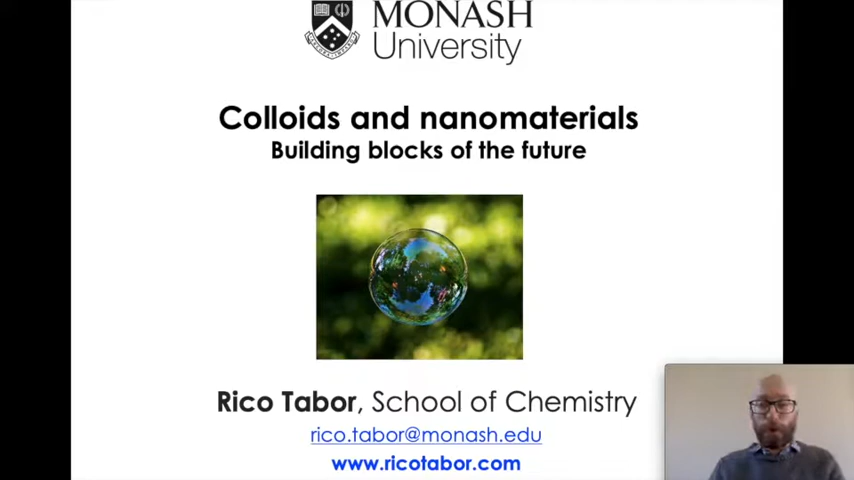 MONASH
University
Colloids and nanomaterials
Building blocks of the future
Rico Tabor, School of Chemistry
rico.tabor@monash.edu
www.ricotabor.com